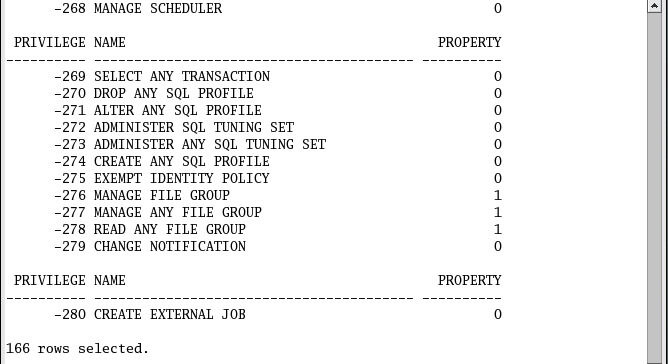 -268 MANAGE SCHEDULER 0
PRIVILEGE NAME PROPERTY
---------- ---------------------------------------- ----------
-269 SELECT ANY TRANSACTION 0
-270 DROP ANY SQL PROFILE 0
-271 ALTER ANY SQL PROFILE 0
-272 ADMINISTER SQL TUNING SET 0
-273 ADMINISTER ANY SQL TUNING SET 0
-274 CREATE ANY SQL PROFILE 0
-275 EXEMPT IDENTITY POLICY 0
-276 MANAGE FILE GROUP 1
-277 MANAGE ANY FILE GROUP 1
-278 READ ANY FILE GROUP 1
-279 CHANGE NOTIFICATION 0
PRIVILEGE NAME PROPERTY
---------- ---------------------------------------- ----------
-280 CREATE EXTERNAL JOB 0
166 rows selected.